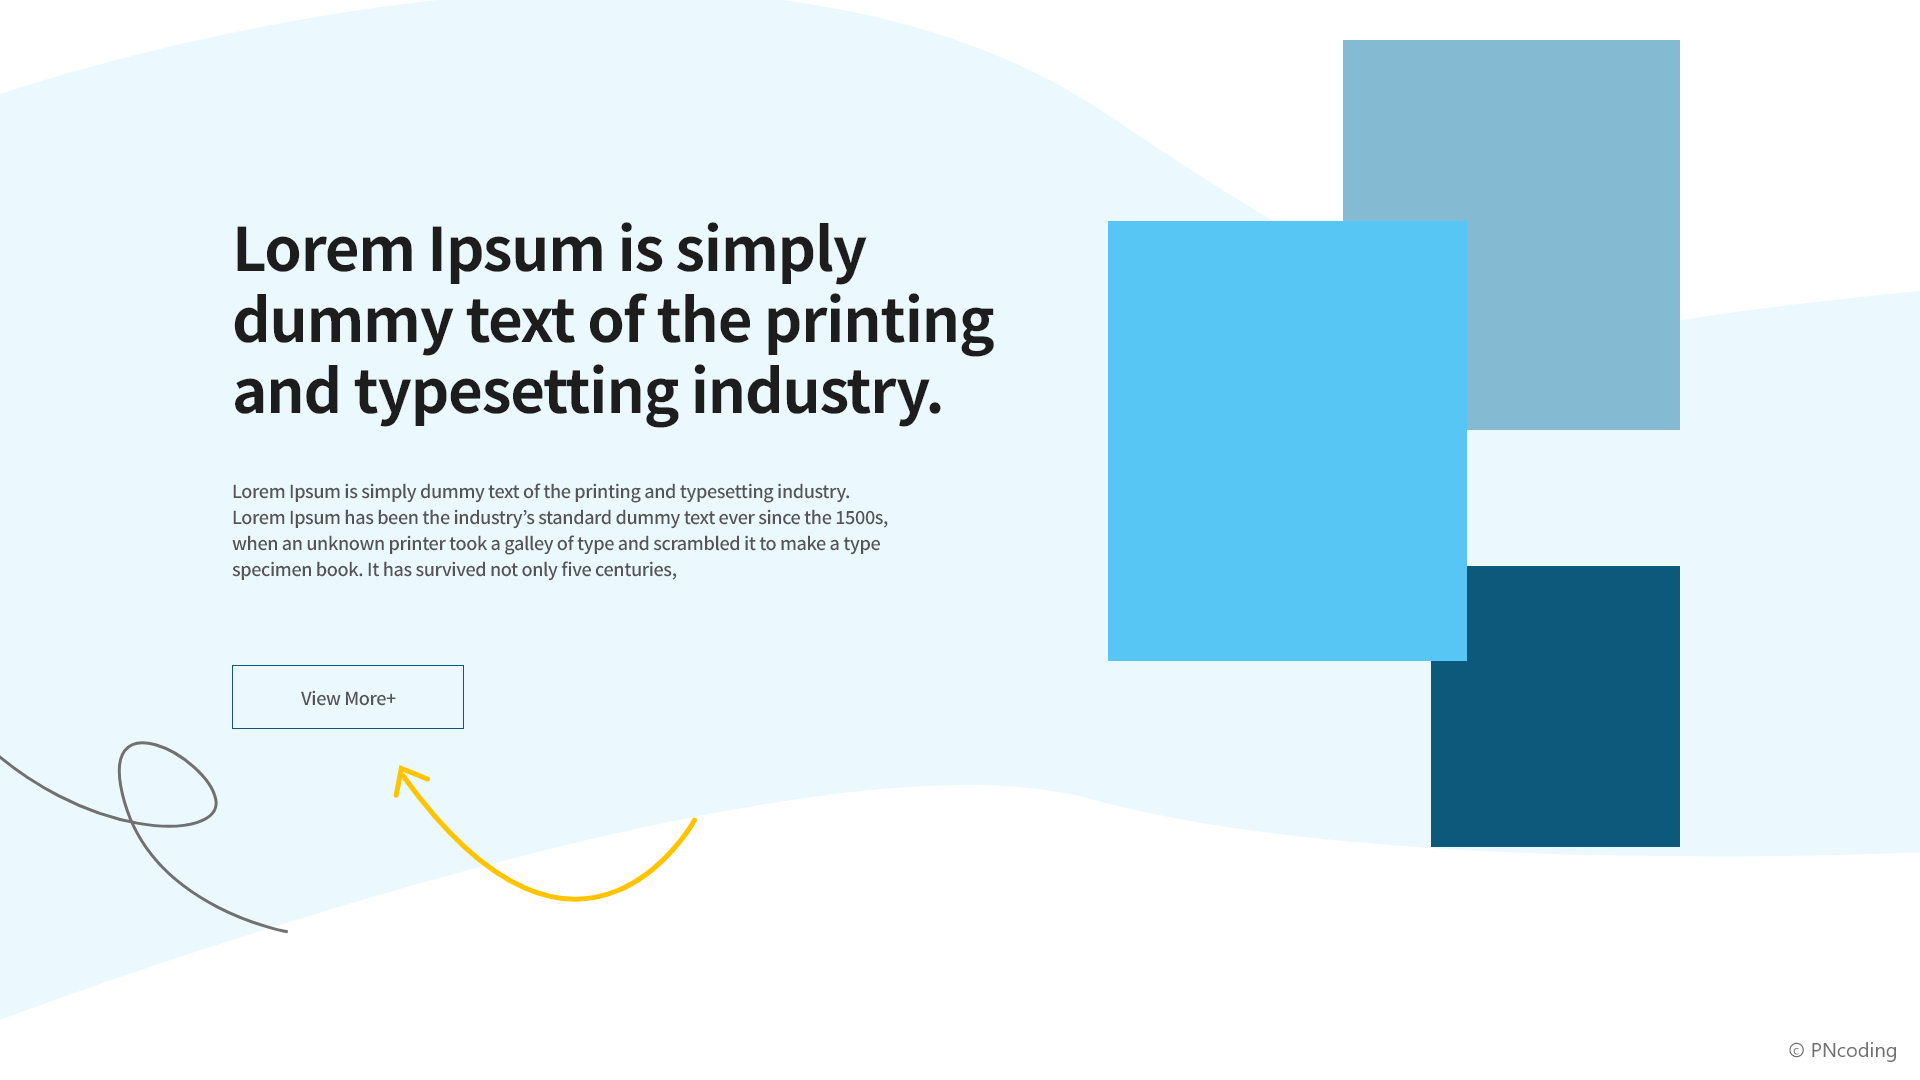 Lorem Ipsum is simply
dummy text of the printing
and typesetting industry.
Lorem Ipsum is simply dummy text of the printing and typesetting industry.
Lorem Ipsum has been the industry’s standard dummy text ever since the 1500s,
when an unknown printer took a galley of type and scrambled it to make a type
specimen book. It has survived not only five centuries,
View More+
© PNcoding